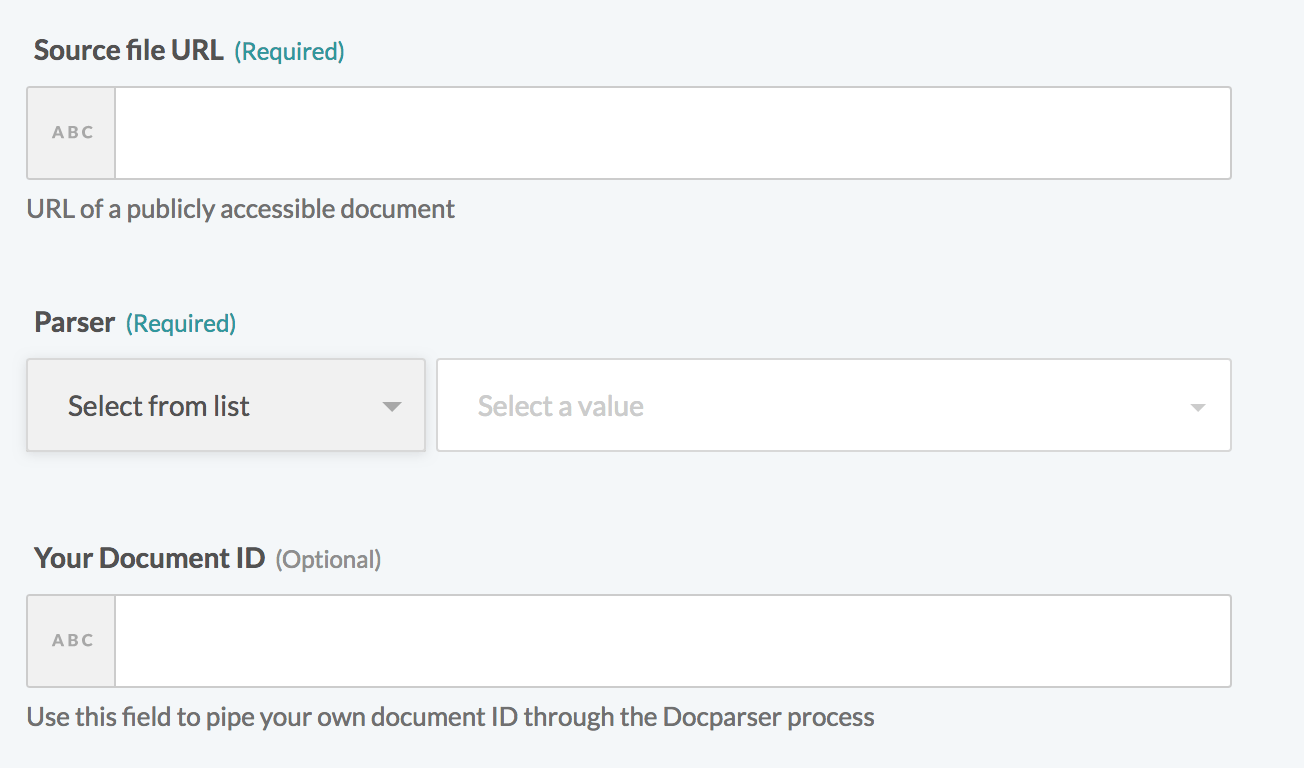 Source file URL (Required)
ABC
URL of a publicly accessible document
Parser (Required)
Select from list
Select a value
Your Document ID (Optional)
ABC
Use this field to pipe your own document ID through the Docparser process